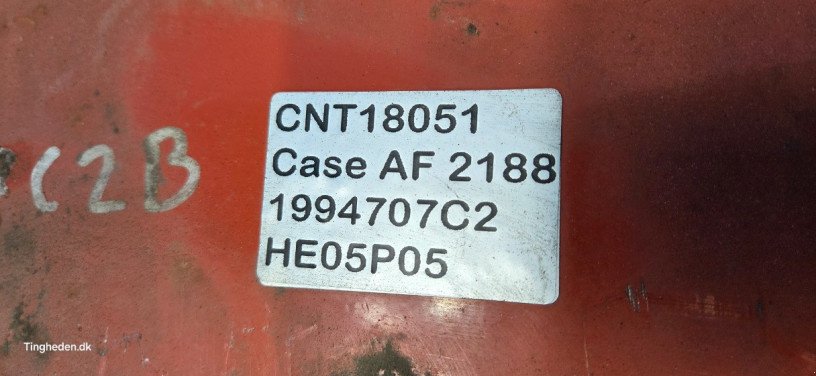 CNT18051
Case AF 2188
1994707C2
HE05P05
C2B
Tingheden.dk